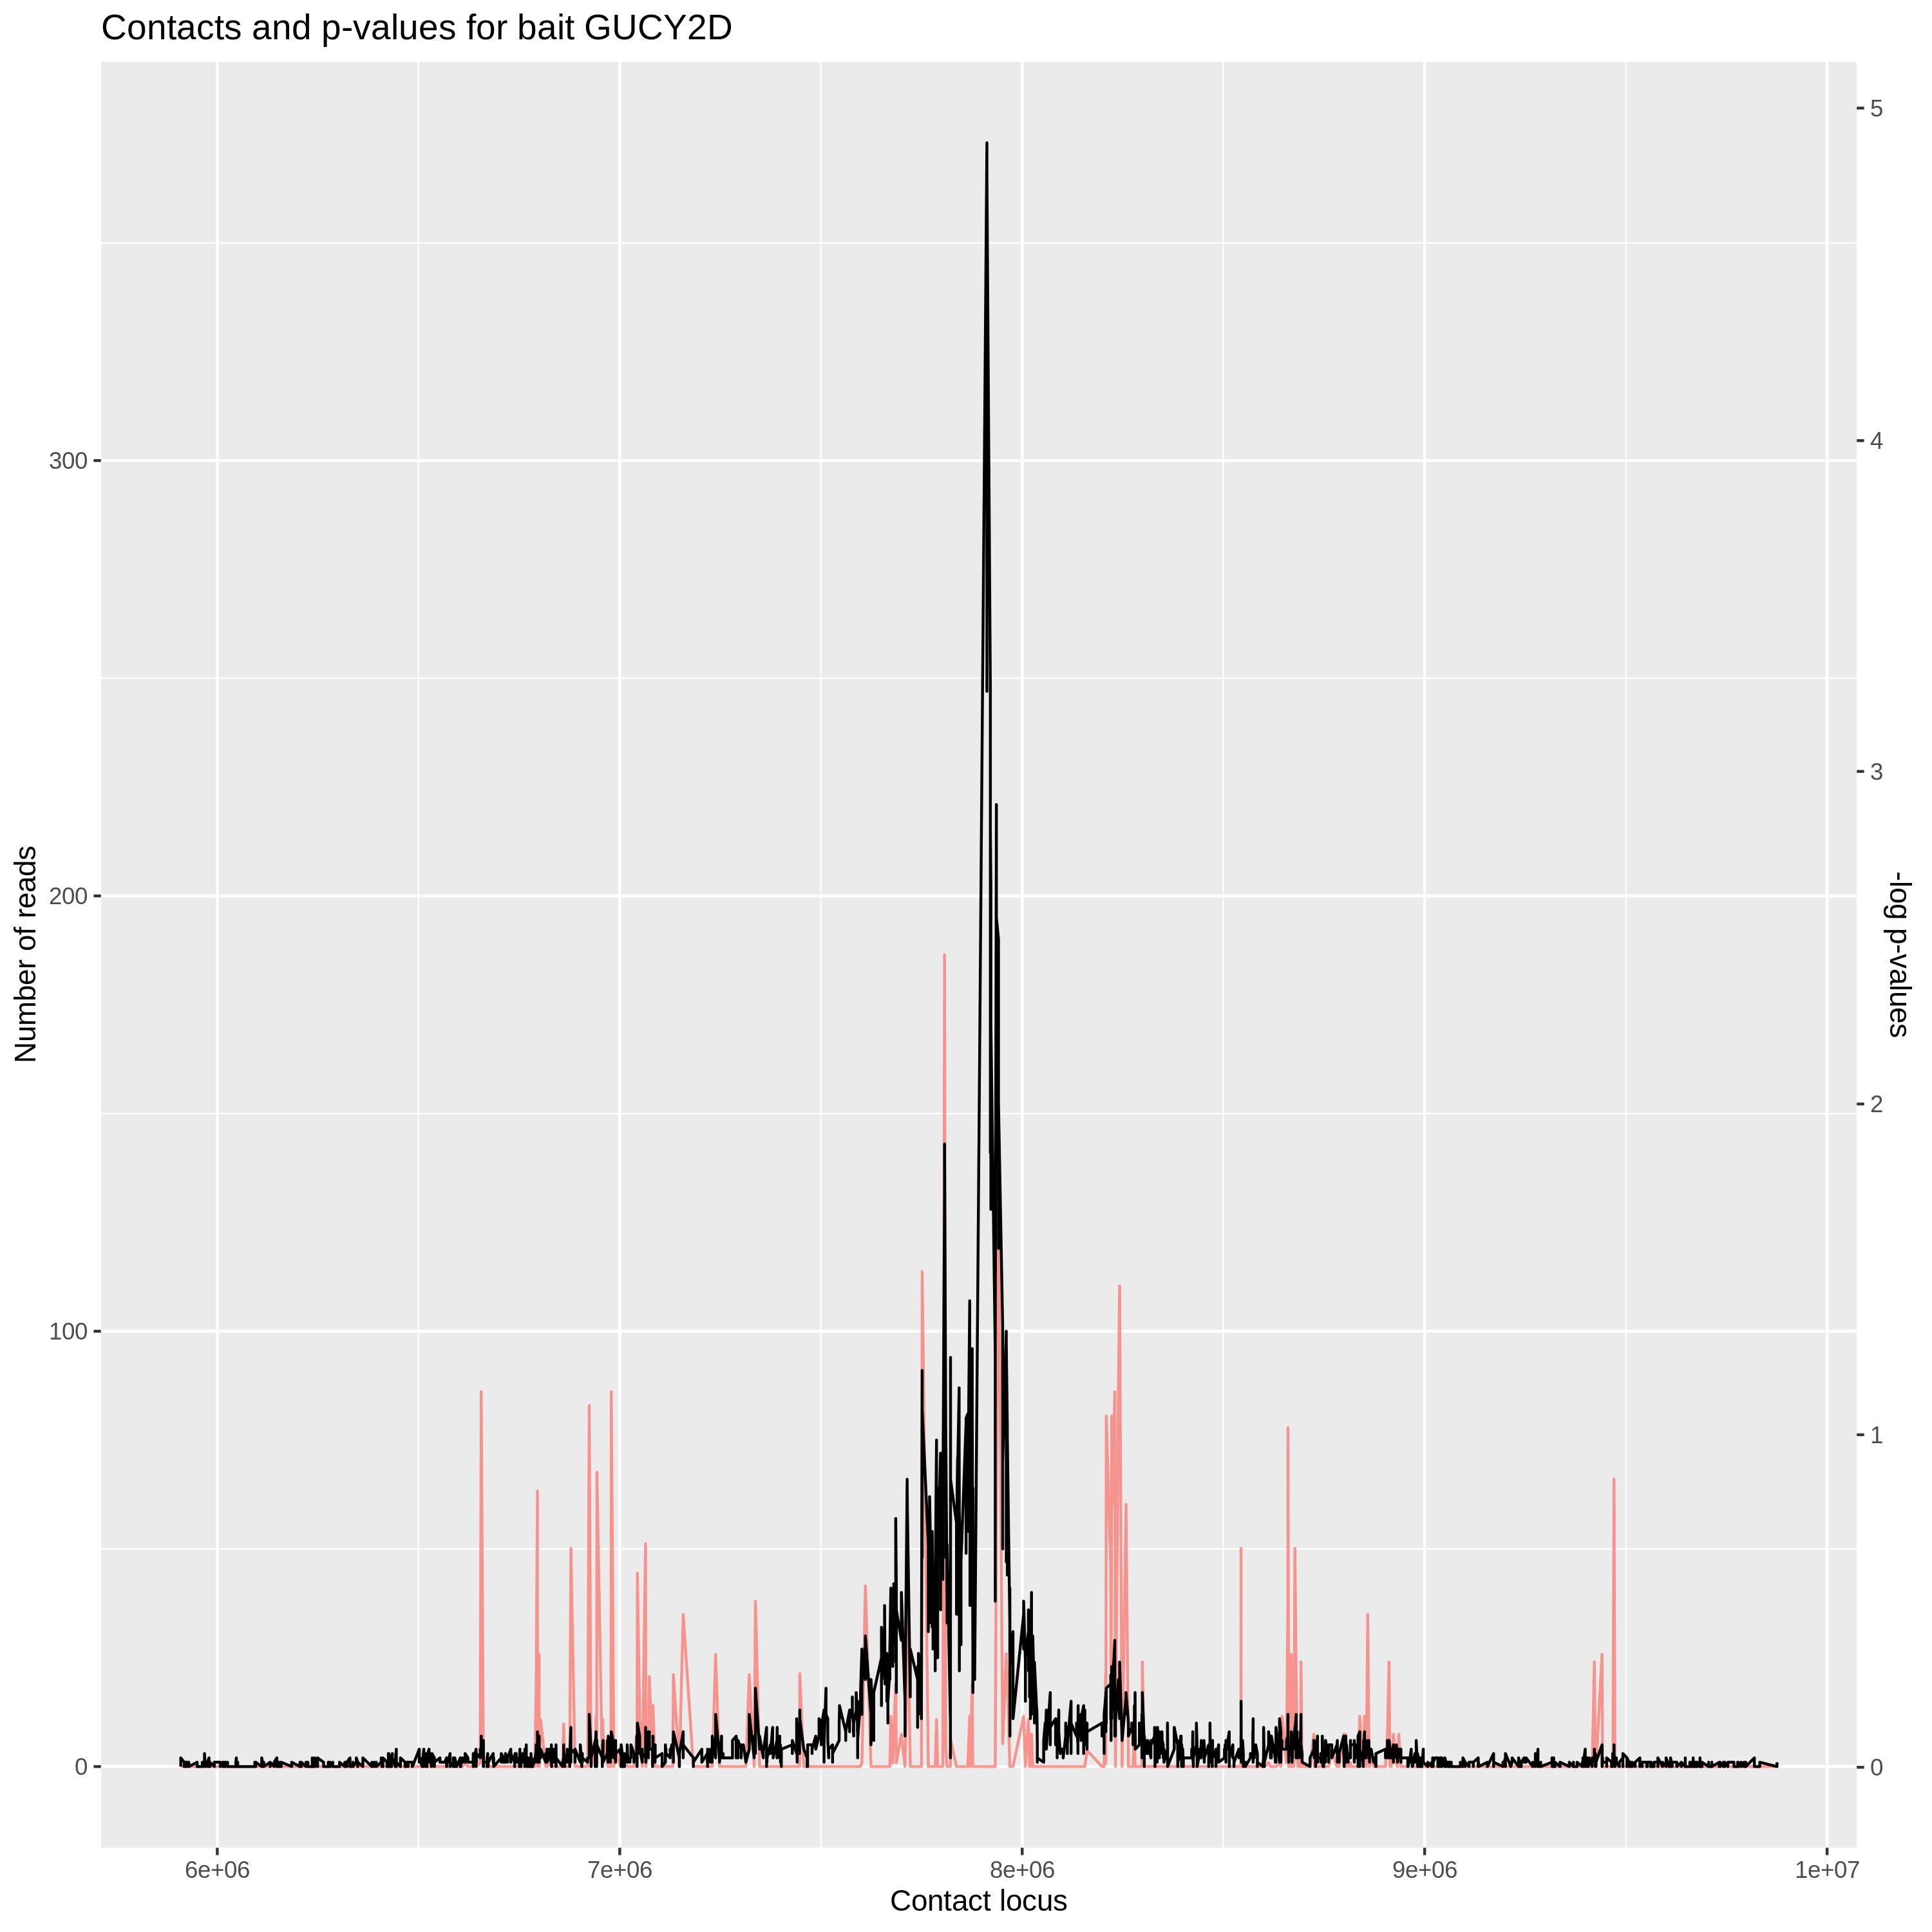 Contacts and p-values for bait GUCY2D
Number of reads
300
200
100
0
5
4
3
2
1
0
-log p-values
6e+06 7e+06 8e+06 9e+06 1e+07
Contact locus